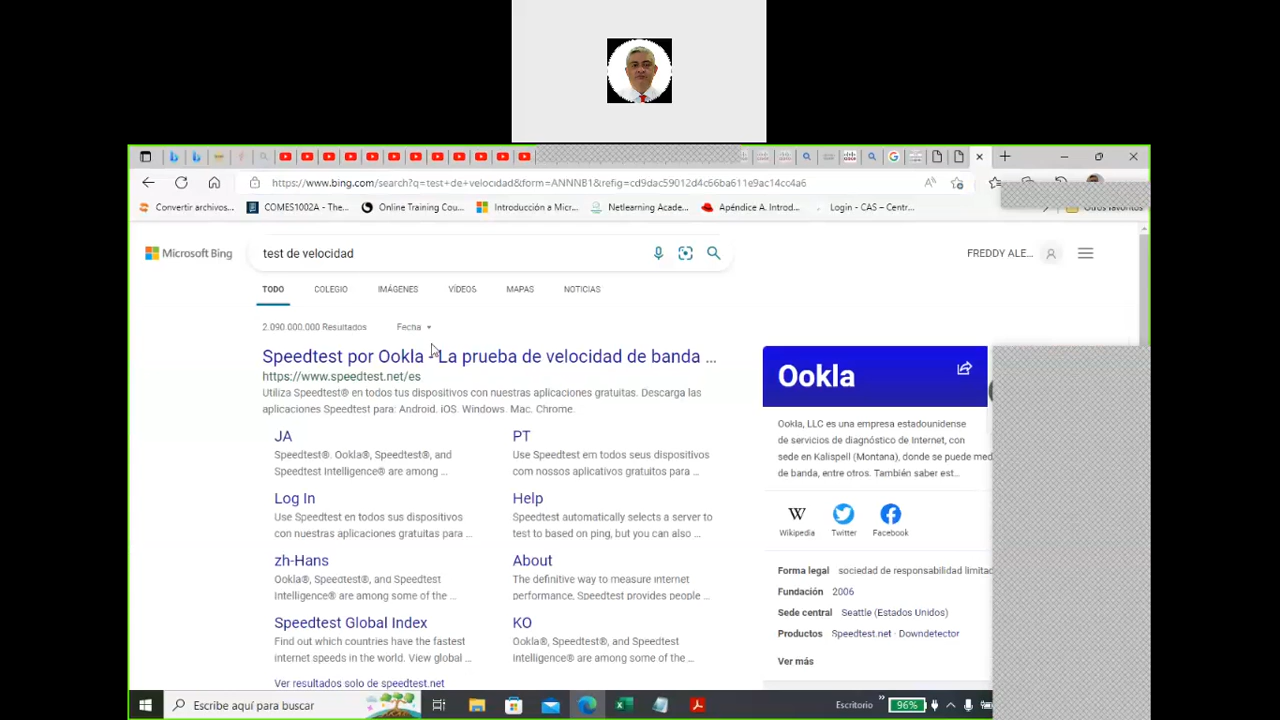 https://www.bing.com/search?q=test+de+velocidad&form=ANNNB1&refig=cd9dac59012d4c66ba611e9ac14cc4a6
Convertir archivos...
COMES1002A - The...
Online Training Cou...
Introducción a Micr...
Netlearning Acade...
Apéndice A. Introd...
Login - CAS – Centr...
Otros favoritos
Microsoft Bing
test de velocidad
FREDDY ALE...
TODO
COLEGIO
IMÁGENES
VÍDEOS
MAPAS
NOTICIAS
2.090.000.000 Resultados
Fecha
Speedtest por Ookla - La prueba de velocidad de banda ...
https://www.speedtest.net/es
Utiliza Speedtest® en todos tus dispositivos con nuestras aplicaciones gratuitas. Descarga las
aplicaciones Speedtest para: Android. iOS. Windows. Mac. Chrome.
JA
Speedtest®. Ookla®, Speedtest®, and
Speedtest Intelligence® are among ...
PT
Use Speedtest em todos seus dispositivos
com nossos aplicativos gratuitos para ...
Log In
Use Speedtest en todos sus dispositivos
con nuestras aplicaciones gratuitas para ...
Help
Speedtest automatically selects a server to
test to based on ping, but you can also ...
zh-Hans
Ookla®, Speedtest®, and Speedtest
Intelligence® are among some of the ...
About
The definitive way to measure internet
performance, Speedtest provides people ...
Speedtest Global Index
Find out which countries have the fastest
internet speeds in the world. View global ...
KO
Ookla®, Speedtest®, and Speedtest
Intelligence® are among some of the ...
Ver resultados solo de speedtest.net
Ookla
Ookla, LLC es una empresa estadounidense
de servicios de diagnóstico de Internet, con
sede en Kalispell (Montana), donde se puede med
de banda, entre otros. También saber est...
W
Wikipedia
Twitter
Facebook
Forma legal sociedad de responsabilidad limitad
Fundación 2006
Sede central Seattle (Estados Unidos)
Productos Speedtest.net · Downdetector
Ver más
Escribe aquí para buscar
Escritorio
96%